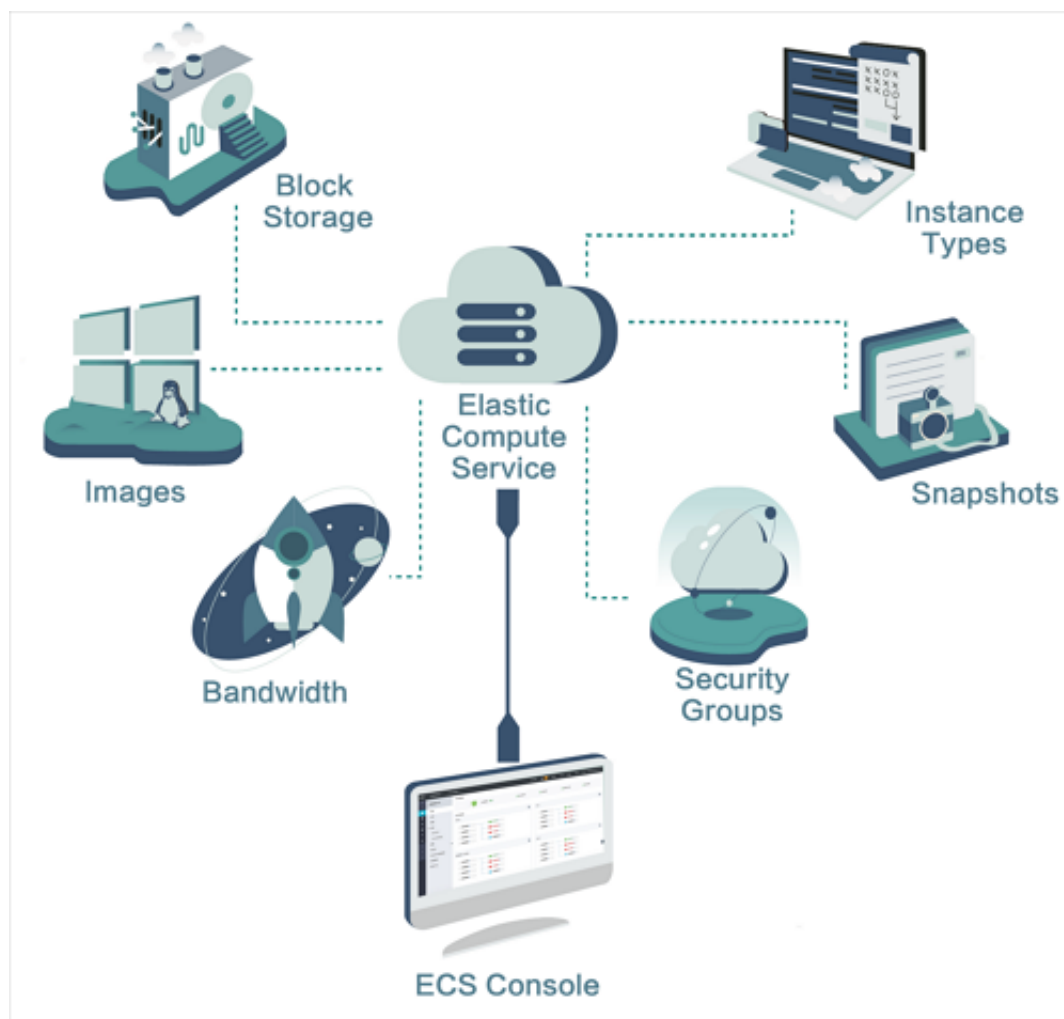 Block
Storage
Instance
Types
Images
Elastic
Compute
Service
Snapshots
Bandwidth
Security
Groups
ECS Console